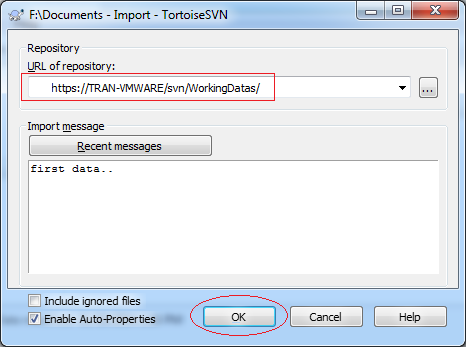 F:\Documents - Import - TortoiseSVN
Repository
URL of repository:
https://TRAN-VMWARE/svn/WorkingDatas/
...
Import message
Recent messages
first data..
Include ignored files
Enable Auto-Properties
OK
Cancel
Help